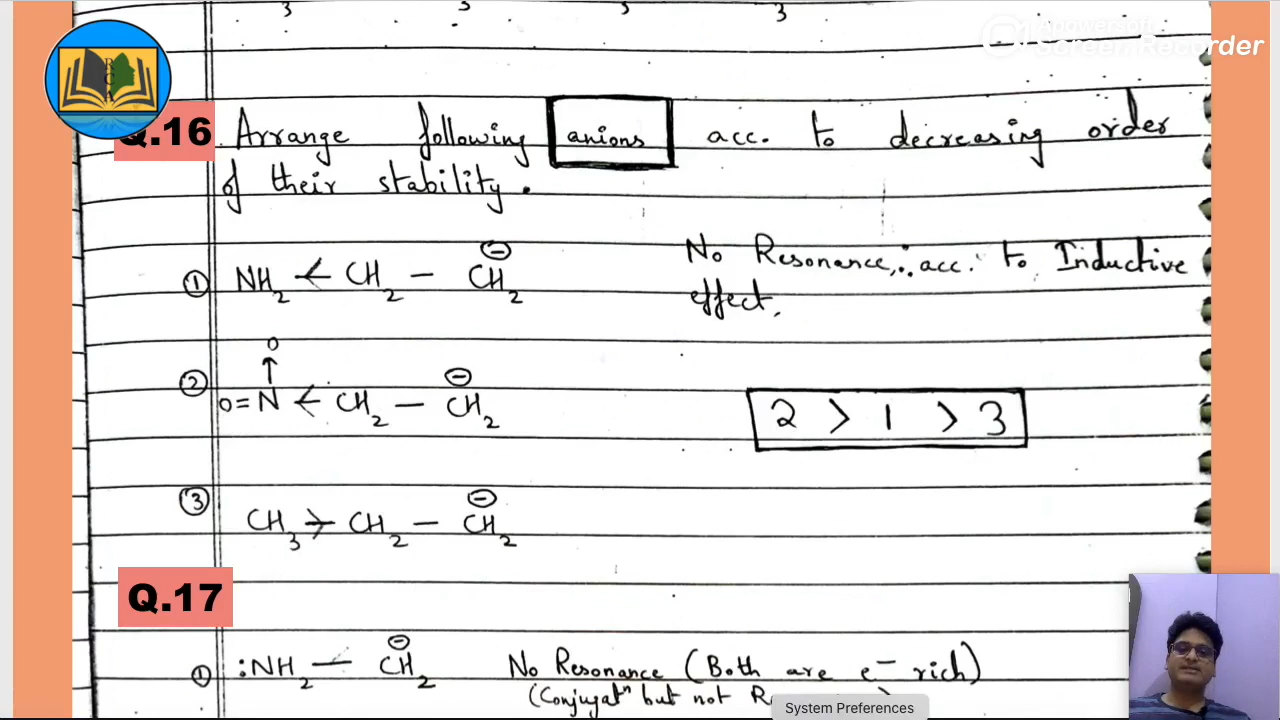 Screen Recorder
Q.16 Arrange following anions acc. to decreasing order
of their stability.
① NH₂ < CH₂ – CH₂ ⊖
No Resonance, ∴ acc. to Inductive
effect.
O
↑
② O=N < CH₂ – CH₂ ⊖
2 > 1 > 3
③ CH₃ > CH₂ – CH₂ ⊖
Q.17
① :NH₂ – CH₂ ⊖ No Resonance (Both are e⁻ rich)
(Conjugatⁿ but not
System Preferences